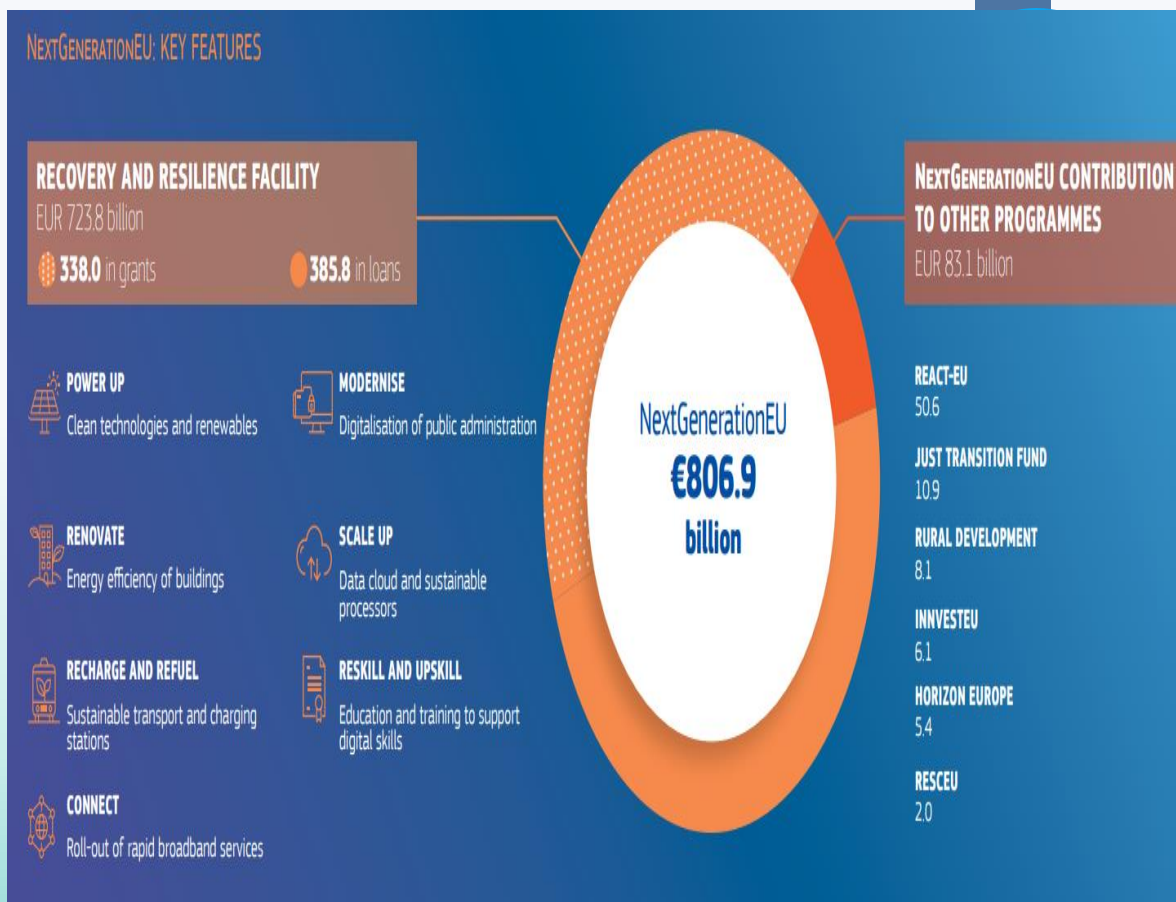 NEXTGENERATIONEU: KEY FEATURES
RECOVERY AND RESILIENCE FACILITY
EUR 723.8 billion
338.0 in grants
385.8 in loans
POWER UP
Clean technologies and renewables
RENOVATE
Energy efficiency of buildings
RECHARGE AND REFUEL
Sustainable transport and charging
stations
CONNECT
Roll-out of rapid broadband services
MODERNISE
Digitalisation of public administration
SCALE UP
Data cloud and sustainable
processors
RESKILL AND UPSKILL
Education and training to support
digital skills
NextGenerationEU
€806.9
billion
NEXTGENERATIONEU CONTRIBUTION
TO OTHER PROGRAMMES
EUR 83.1 billion
REACT-EU
50.6
JUST TRANSITION FUND
10.9
RURAL DEVELOPMENT
8.1
INNVESTEU
6.1
HORIZON EUROPE
5.4
RESCEU
2.0